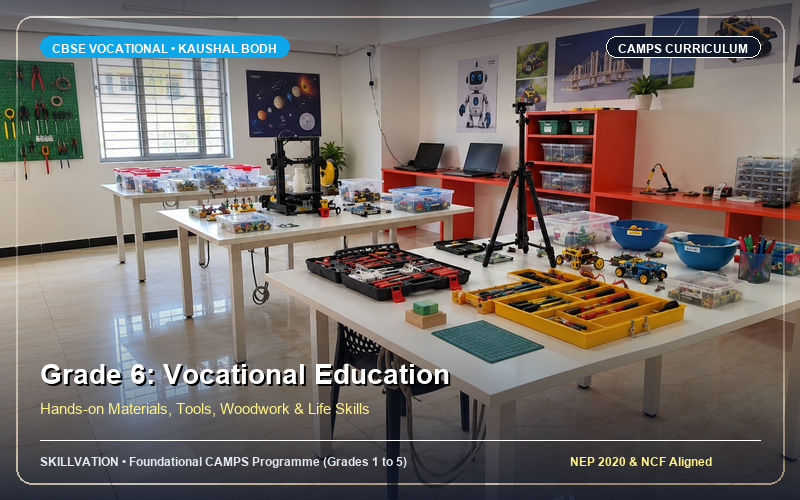 CBSE VOCATIONAL • KAUSHAL BODH
CAMPS CURRICULUM
Grade 6: Vocational Education
Hands-on Materials, Tools, Woodwork & Life Skills
SKILLVATION • Foundational CAMPS Programme (Grades 1 to 5)
NEP 2020 & NCF Aligned